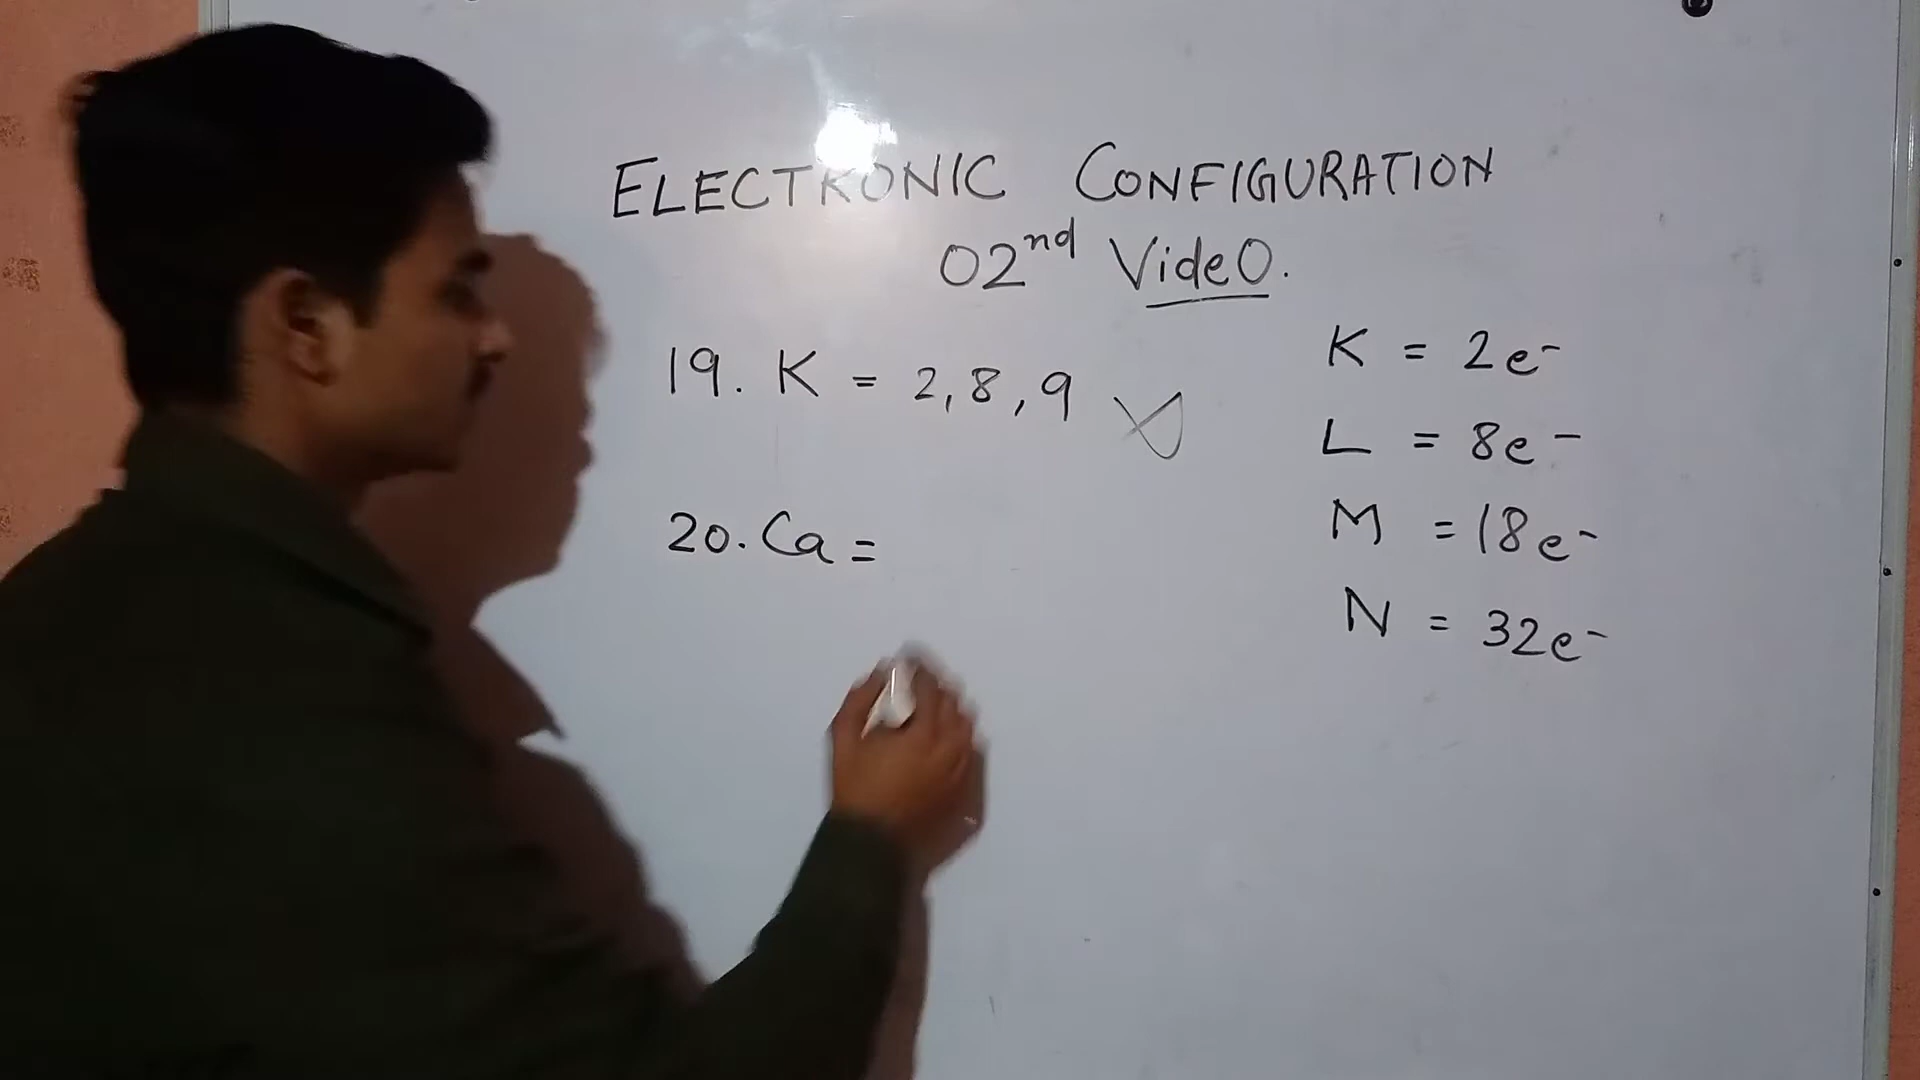 ELECTRONIC CONFIGURATION
02nd VideO.
19. K = 2,8,9
20. Ca =
K = 2e-
L = 8e-
M = 18e-
N = 32e-